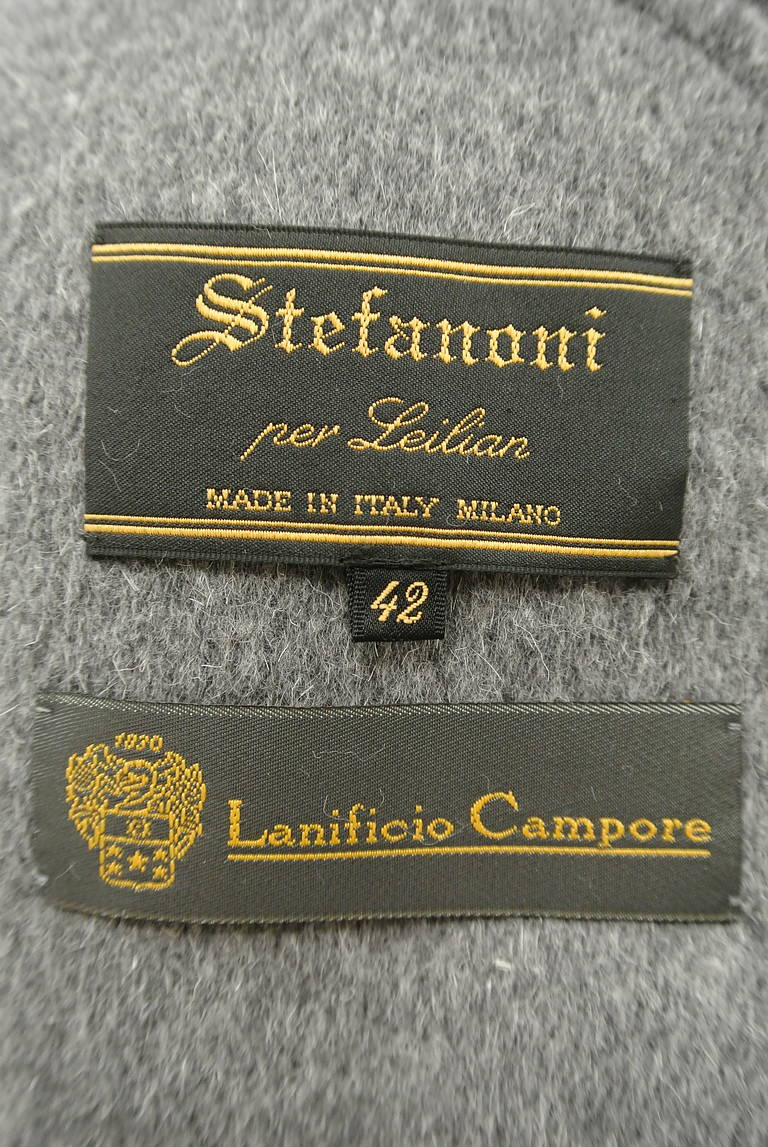 Stefanoni
per Leilian
MADE IN ITALY MILANO
42
1930
Lanificio Campore